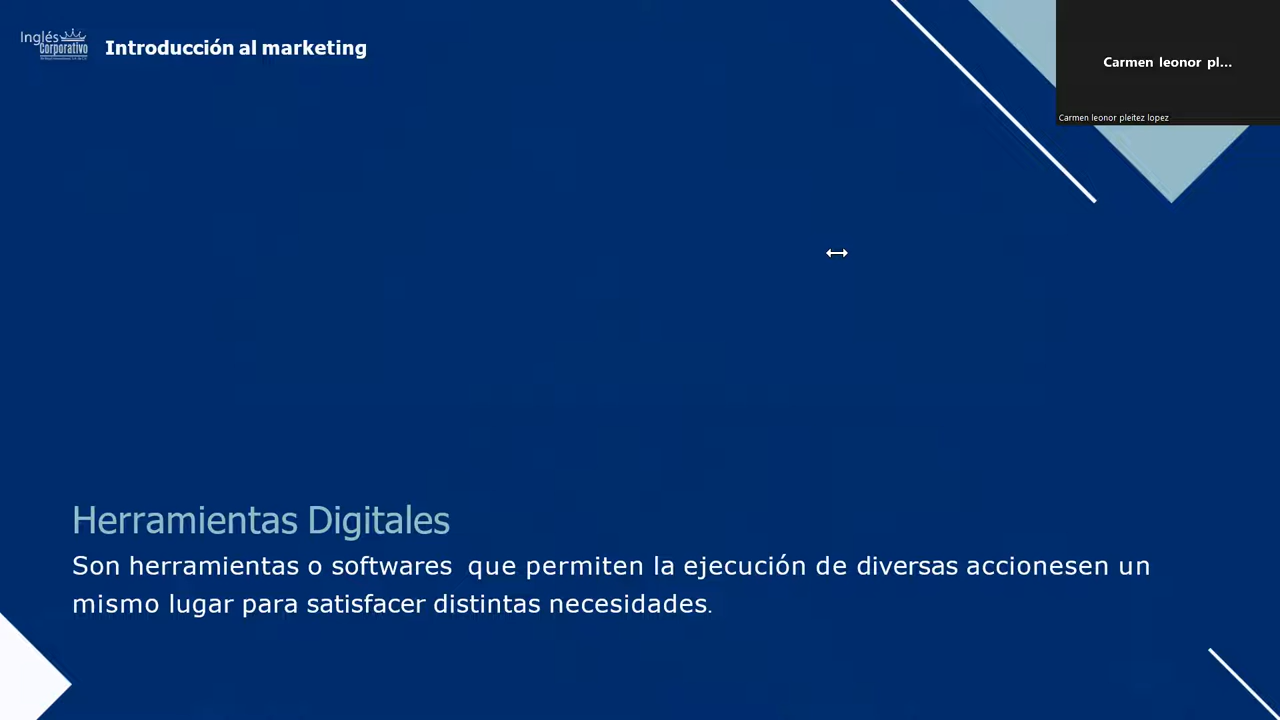 Inglés
Corporativo
Introducción al marketing
Carmen leonor pl...
Carmen leonor pleitez lopez
Herramientas Digitales
Son herramientas o softwares que permiten la ejecución de diversas accionesen un
mismo lugar para satisfacer distintas necesidades.